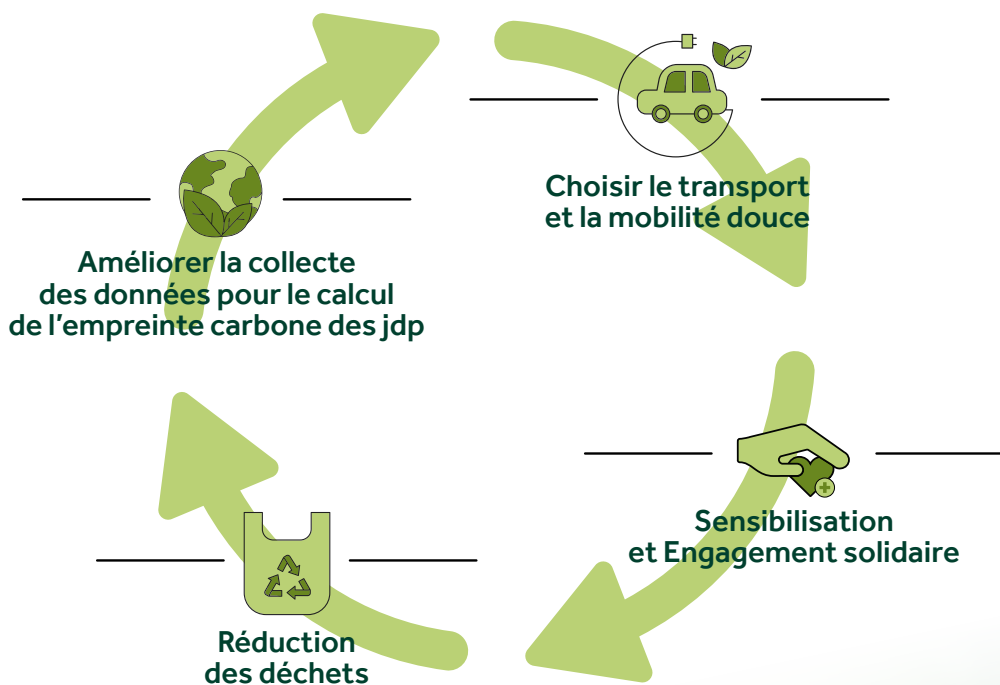 Choisir le transport
et la mobilité douce
Améliorer la collecte
des données pour le calcul
de l'empreinte carbone des jdp
Sensibilisation
et Engagement solidaire
Réduction
des déchets